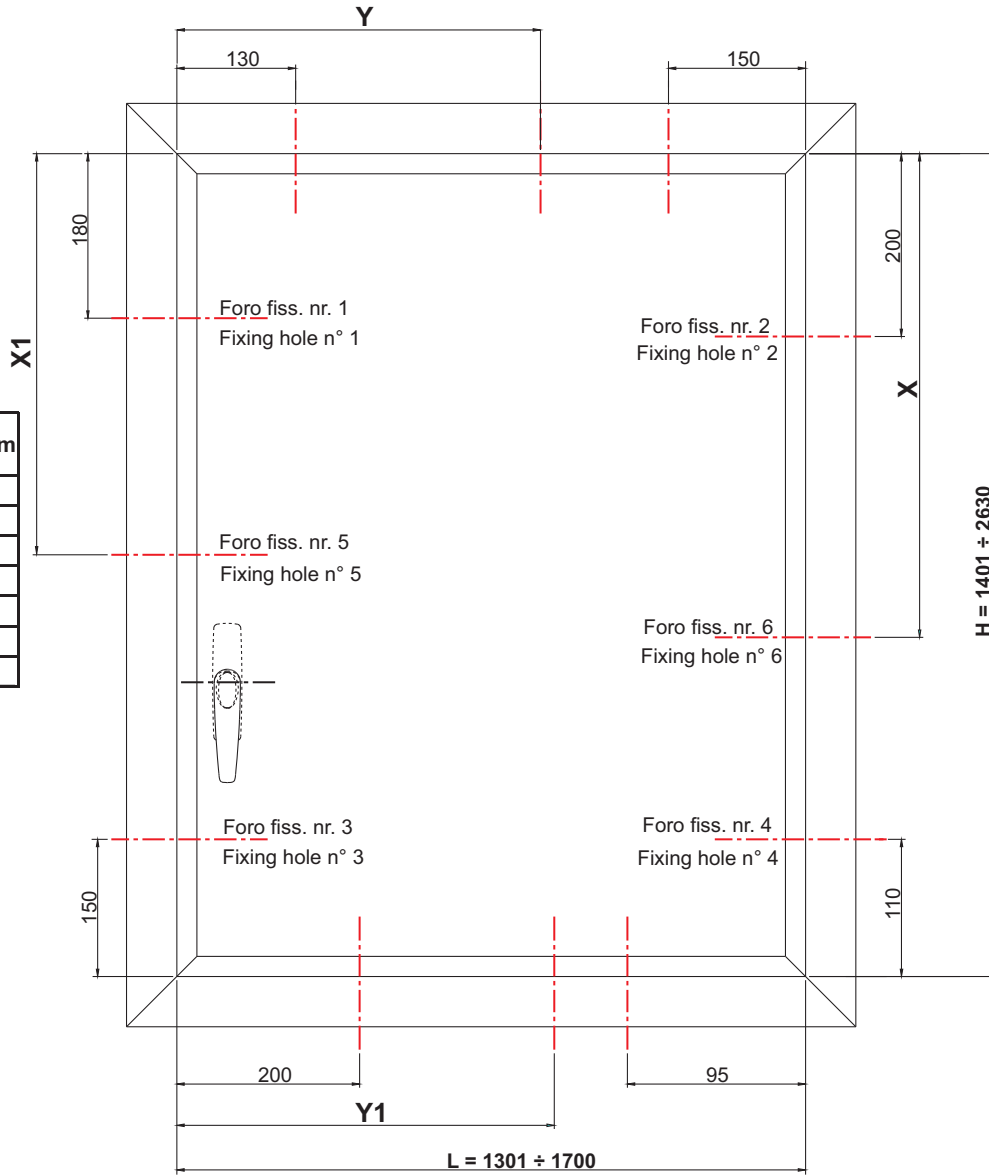 Y
130
150
180
200
X1
Foro fiss. nr. 1
Fixing hole n° 1
Foro fiss. nr. 2
Fixing hole n° 2
X
m
H = 1401 ÷ 2630
Foro fiss. nr. 5
Fixing hole n° 5
Foro fiss. nr. 6
Fixing hole n° 6
Foro fiss. nr. 3
Fixing hole n° 3
Foro fiss. nr. 4
Fixing hole n° 4
150
110
200
95
Y1
L = 1301 ÷ 1700